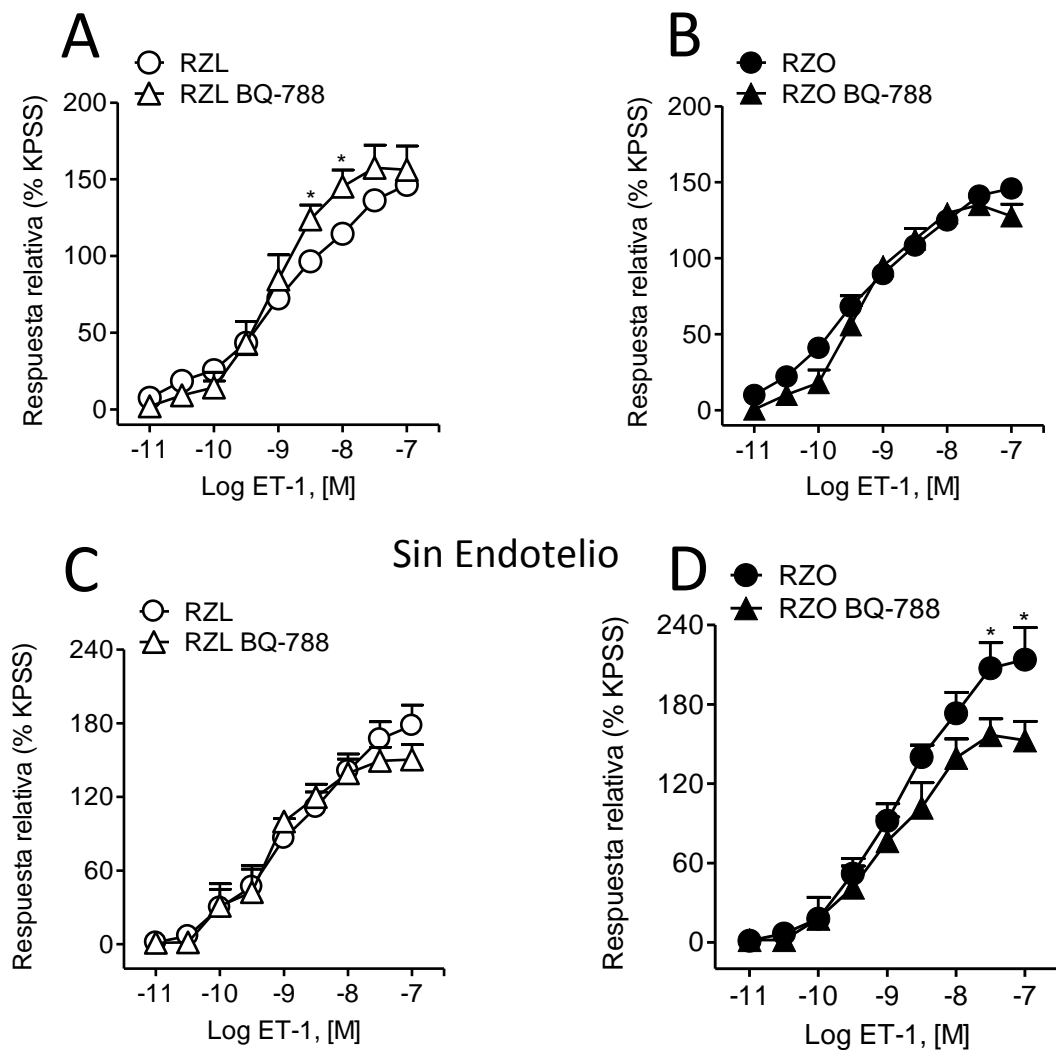 A
RZL
RZL BQ-788
Respuesta relativa (% KPSS)
200
150
100
50
0
* *
-11 -10 -9 -8 -7
Log ET-1, [M]
B
RZO
RZO BQ-788
Respuesta relativa (% KPSS)
200
150
100
50
0
-11 -10 -9 -8 -7
Log ET-1, [M]
Sin Endotelio
C
RZL
RZL BQ-788
Respuesta relativa (% KPSS)
240
180
120
60
0
-11 -10 -9 -8 -7
Log ET-1, [M]
D
RZO
RZO BQ-788
Respuesta relativa (% KPSS)
240
180
120
60
0
* *
-11 -10 -9 -8 -7
Log ET-1, [M]